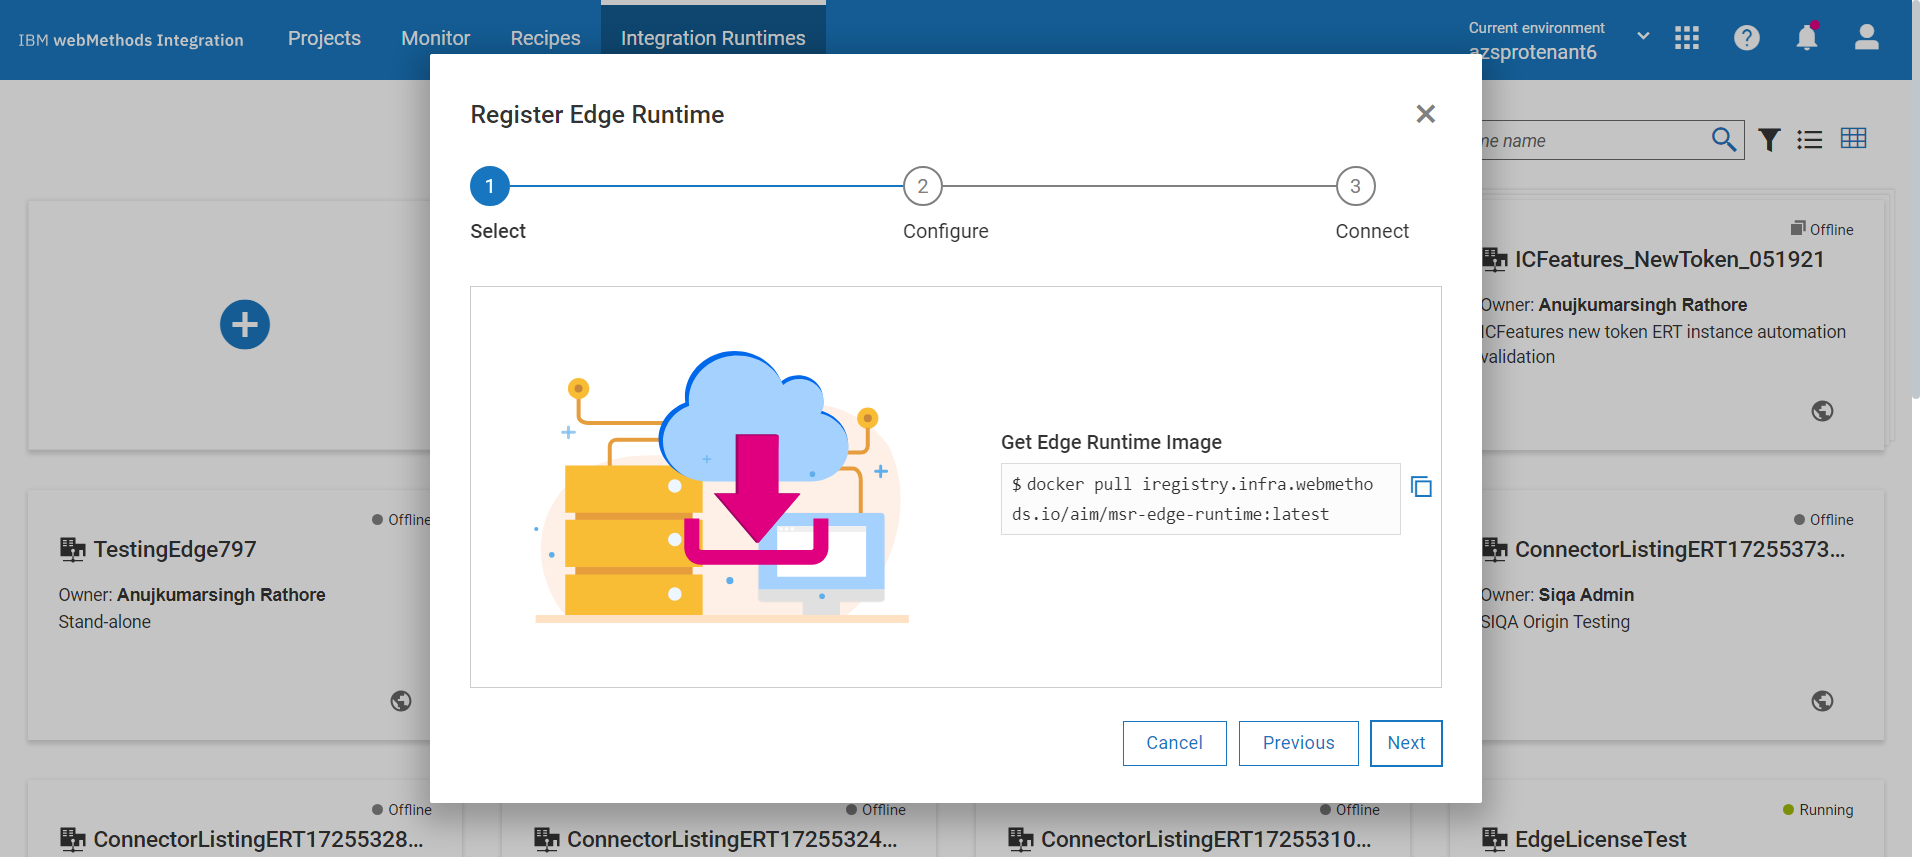 IBM webMethods Integration
Projects
Monitor
Recipes
Integration Runtimes
Current environment
azsprotenant6
Register Edge Runtime
1
2
3
Select
Configure
Connect
Get Edge Runtime Image
$ docker pull iregistry.infra.webmetho
ds.io/aim/msr-edge-runtime:latest
Cancel
Previous
Next
name
Offline
ICFeatures_NewToken_051921
Owner: Anujkumarsingh Rathore
ICFeatures new token ERT instance automation
validation
Offline
TestingEdge797
Owner: Anujkumarsingh Rathore
Stand-alone
Offline
ConnectorListingERT17255373...
Owner: Siqa Admin
SIQA Origin Testing
Offline
ConnectorListingERT17255328...
Offline
ConnectorListingERT17255324...
Offline
ConnectorListingERT17255310...
Running
EdgeLicenseTest